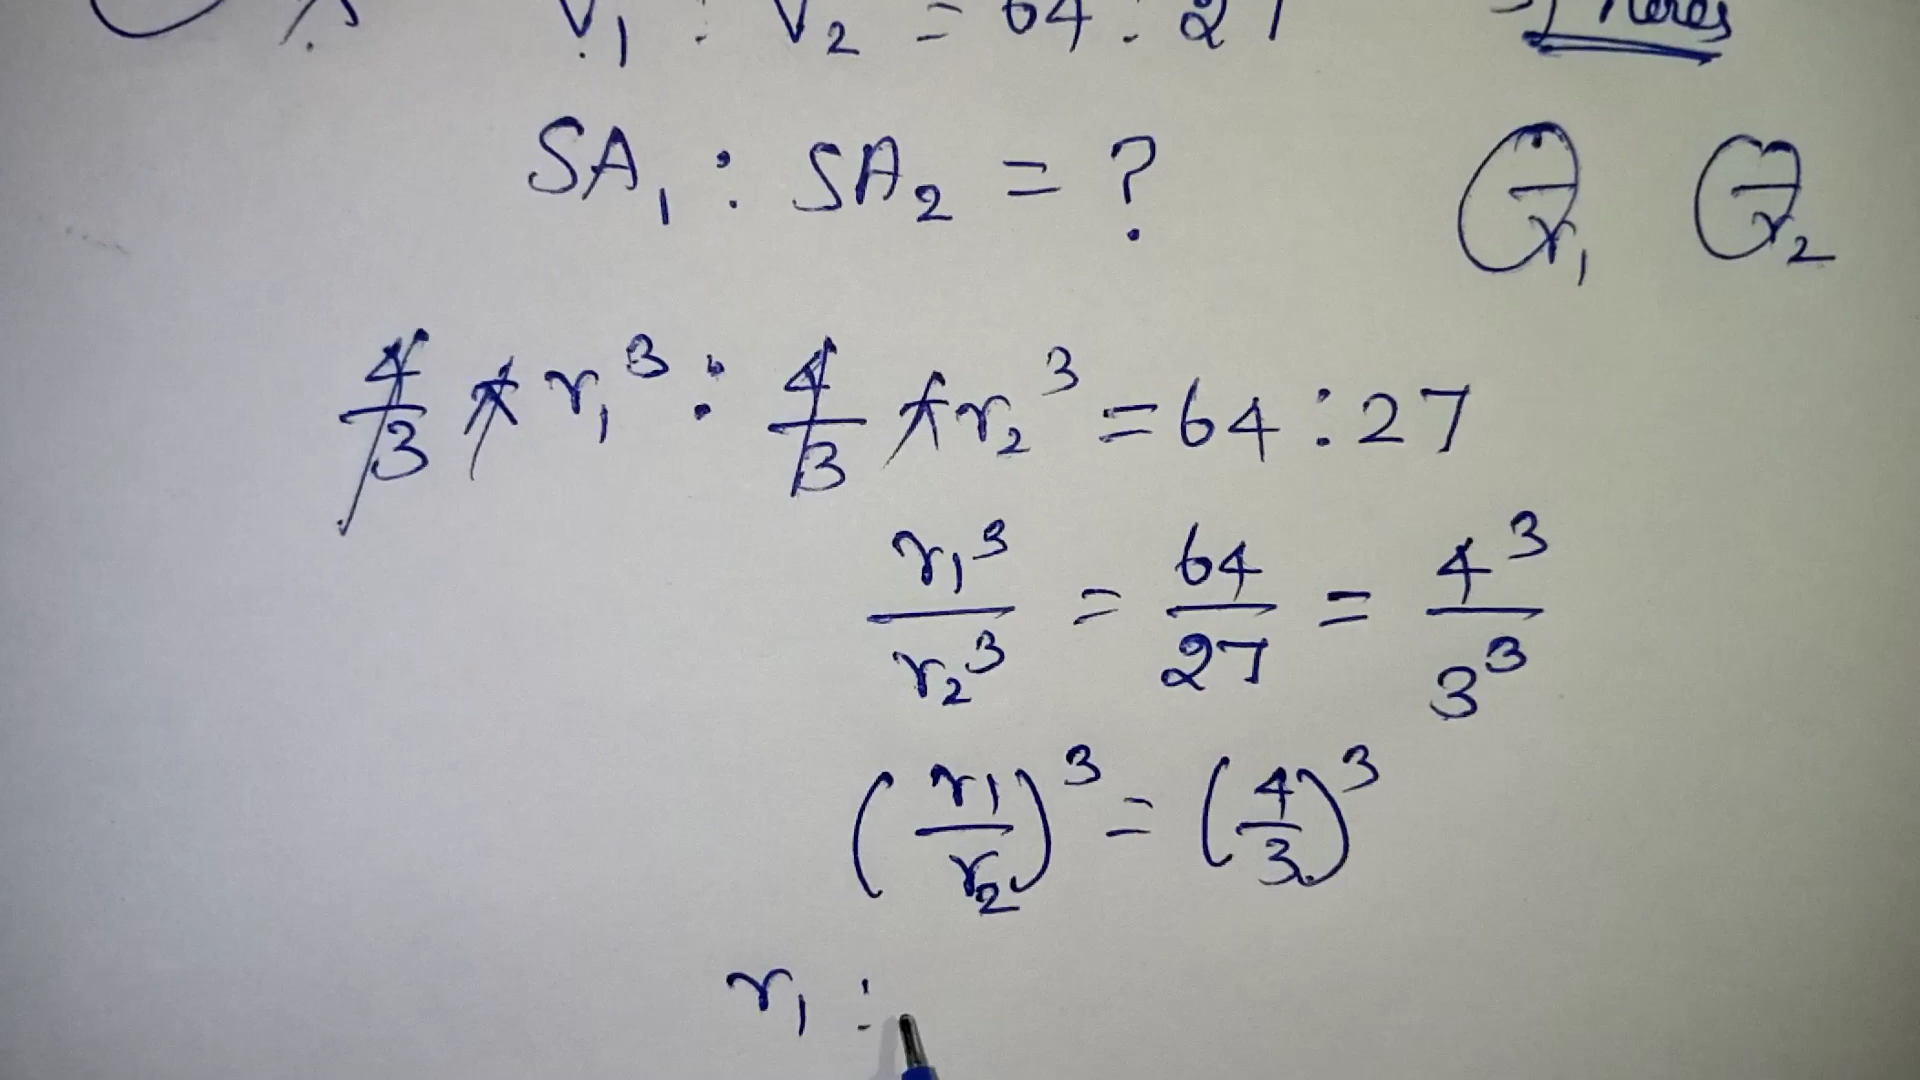 V₁ : V₂ = 64 : 27
SA₁ : SA₂ = ?
r₁ r₂
4/3 π r₁³ : 4/3 π r₂³ = 64 : 27
r₁³/r₂³ = 64/27 = 4³/3³
(r₁/r₂)³ = (4/3)³
r₁ :